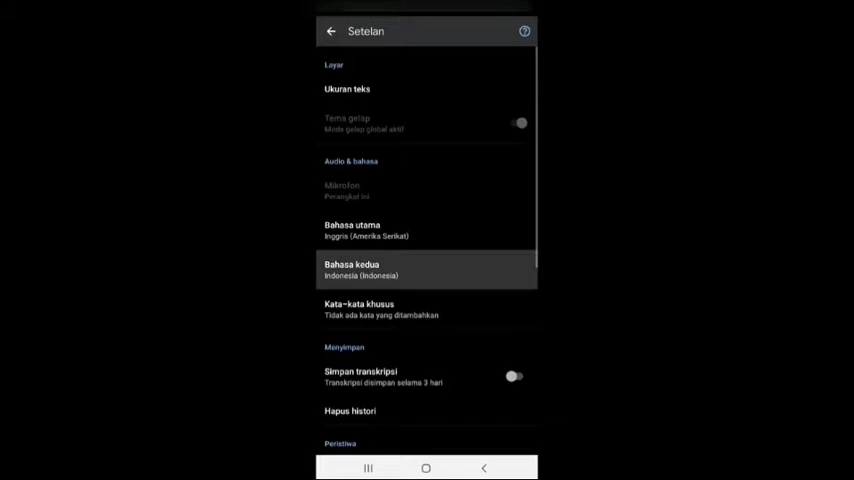 Setelan
Layar
Ukuran teks
Tema gelap
Mode gelap global aktif
Audio & bahasa
Mikrofon
Perangkat ini
Bahasa utama
Inggris (Amerika Serikat)
Bahasa kedua
Indonesia (Indonesia)
Kata-kata khusus
Tidak ada kata yang ditambahkan
Menyimpan
Simpan transkripsi
Transkripsi disimpan selama 3 hari
Hapus histori
Peristiwa